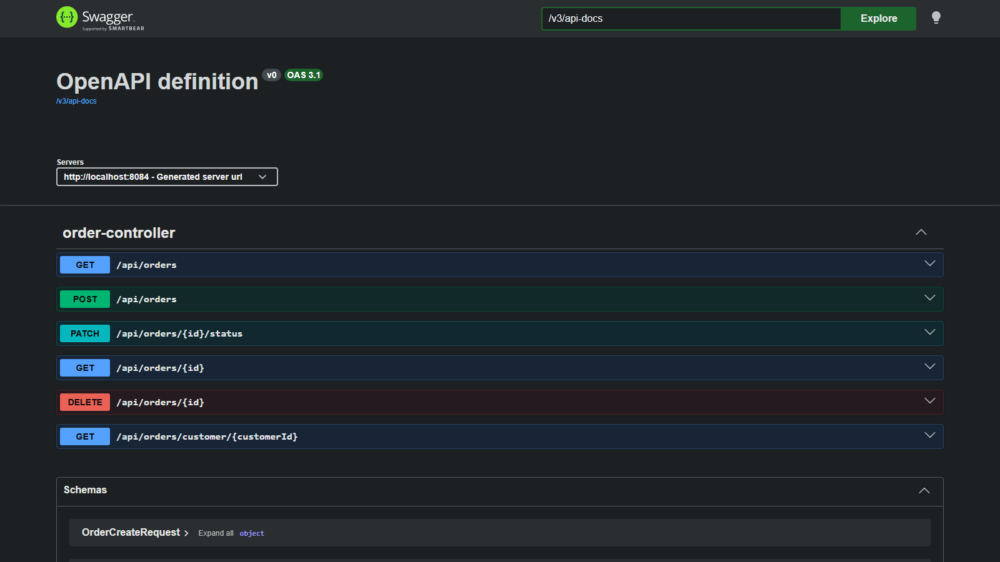 {···} Swagger.
Supported by SMARTBEAR
/v3/api-docs
Explore
OpenAPI definition v0 OAS 3.1
/v3/api-docs
Servers
http://localhost:8084 - Generated server url
order-controller
GET /api/orders
POST /api/orders
PATCH /api/orders/{id}/status
GET /api/orders/{id}
DELETE /api/orders/{id}
GET /api/orders/customer/{customerId}
Schemas
OrderCreateRequest Expand all object